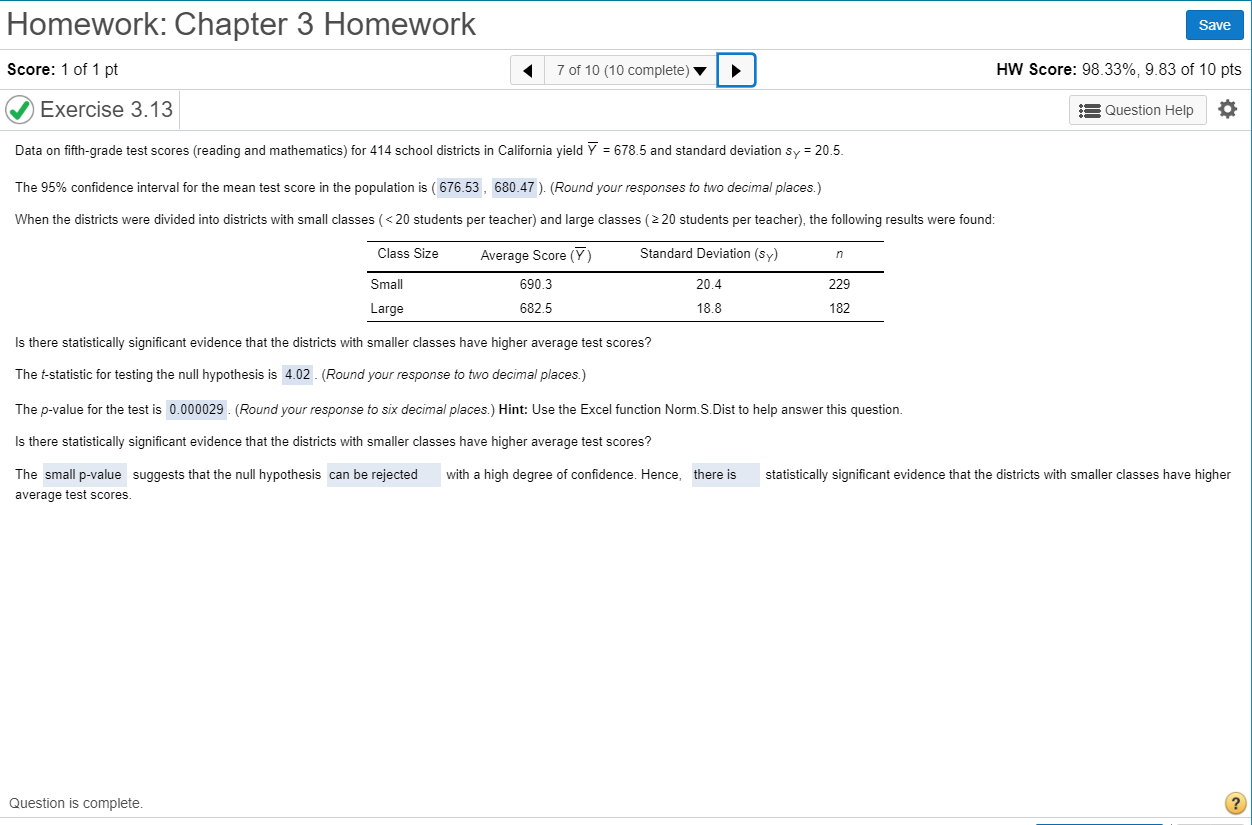 Homework: Chapter 3 Homework
Save
Score: 1 of 1 pt
7 of 10 (10 complete)
HW Score: 98.33%, 9.83 of 10 pts
Exercise 3.13
Question Help
Data on fifth-grade test scores (reading and mathematics) for 414 school districts in California yield Y̅ = 678.5 and standard deviation sY = 20.5.
The 95% confidence interval for the mean test score in the population is ( 676.53 , 680.47 ). (Round your responses to two decimal places.)
When the districts were divided into districts with small classes (<20 students per teacher) and large classes (≥20 students per teacher), the following results were found:
Class Size Average Score (Y̅) Standard Deviation (sY) n
Small 690.3 20.4 229
Large 682.5 18.8 182
Is there statistically significant evidence that the districts with smaller classes have higher average test scores?
The t-statistic for testing the null hypothesis is 4.02 . (Round your response to two decimal places.)
The p-value for the test is 0.000029 . (Round your response to six decimal places.) Hint: Use the Excel function Norm.S.Dist to help answer this question.
Is there statistically significant evidence that the districts with smaller classes have higher average test scores?
The small p-value suggests that the null hypothesis can be rejected with a high degree of confidence. Hence, there is statistically significant evidence that the districts with smaller classes have higher
average test scores.
Question is complete.
?